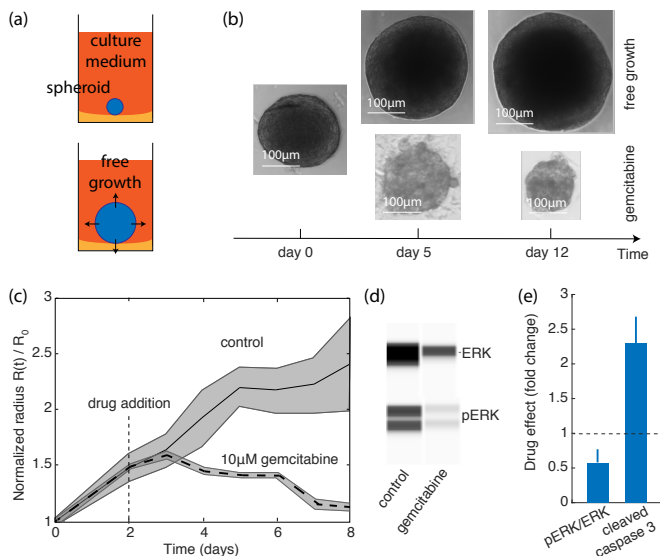 (a)
culture
medium
spheroid
free
growth
(b)
100μm
100μm
100μm
free growth
100μm
100μm
gemcitabine
day 0
day 5
day 12
Time
(c)
3
2.5
2
1.5
1
Normalized radius R(t) / R0
control
drug addition
10μM gemcitabine
0
2
4
6
8
Time (days)
(d)
ERK
pERK
control
gemcitabine
(e)
3
2.5
2
1.5
1
0.5
0
Drug effect (fold change)
pERK/ERK
cleaved
caspase 3